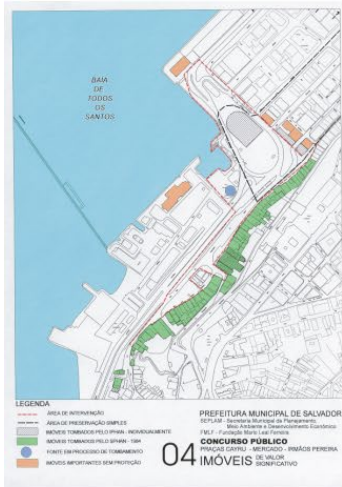 BAIA
DE
TODOS
OS
SANTOS
LEGENDA
ÁREA DE INTERVENÇÃO
ÁREA DE PRESERVAÇÃO SIMPLES
IMÓVEIS TOMBADOS PELO IPHAN - INDIVIDUALMENTE
IMÓVEIS TOMBADOS PELO IPHAN - 1984
FONTE EM PROCESSO DE TOMBAMENTO
IMÓVEIS IMPORTANTES SEM PROTEÇÃO
PREFEITURA MUNICIPAL DE SALVADOR
SEPLAM - Secretaria Municipal de Planejamento,
Meio Ambiente e Desenvolvimento Econômico
FMLF - Fundação Mário Leal Ferreira
CONCURSO PÚBLICO
PRAÇAS CAYRU - MERCADO - IRMÃOS PEREIRA
04 IMÓVEIS DE VALOR
SIGNIFICATIVO